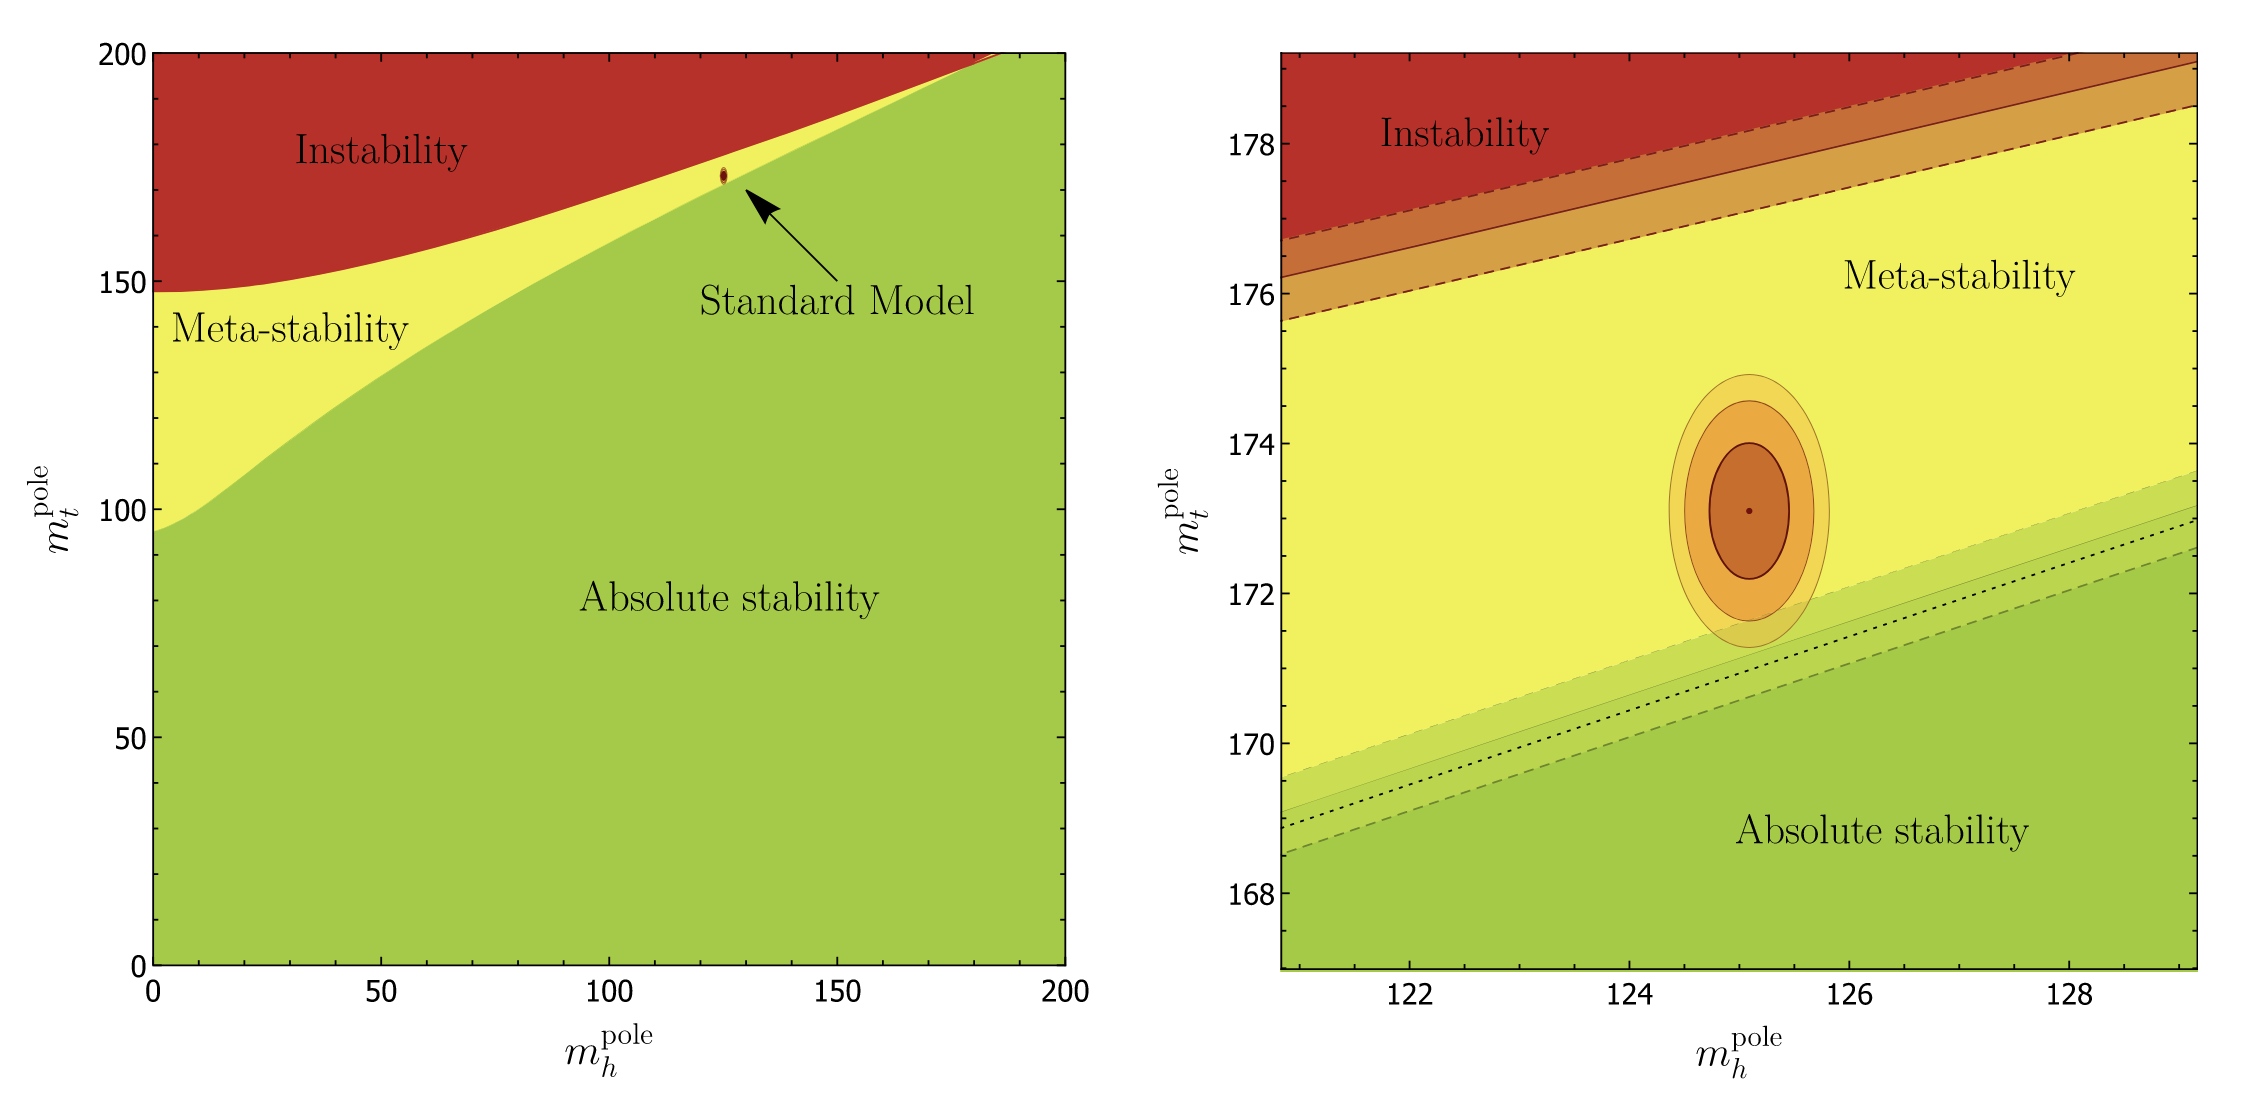 200
150
100
50
0
0 50 100 150 200
m_t^pole
m_h^pole
Instability
Meta-stability
Standard Model
Absolute stability
178
176
174
172
170
168
122 124 126 128
m_t^pole
m_h^pole
Instability
Meta-stability
Absolute stability